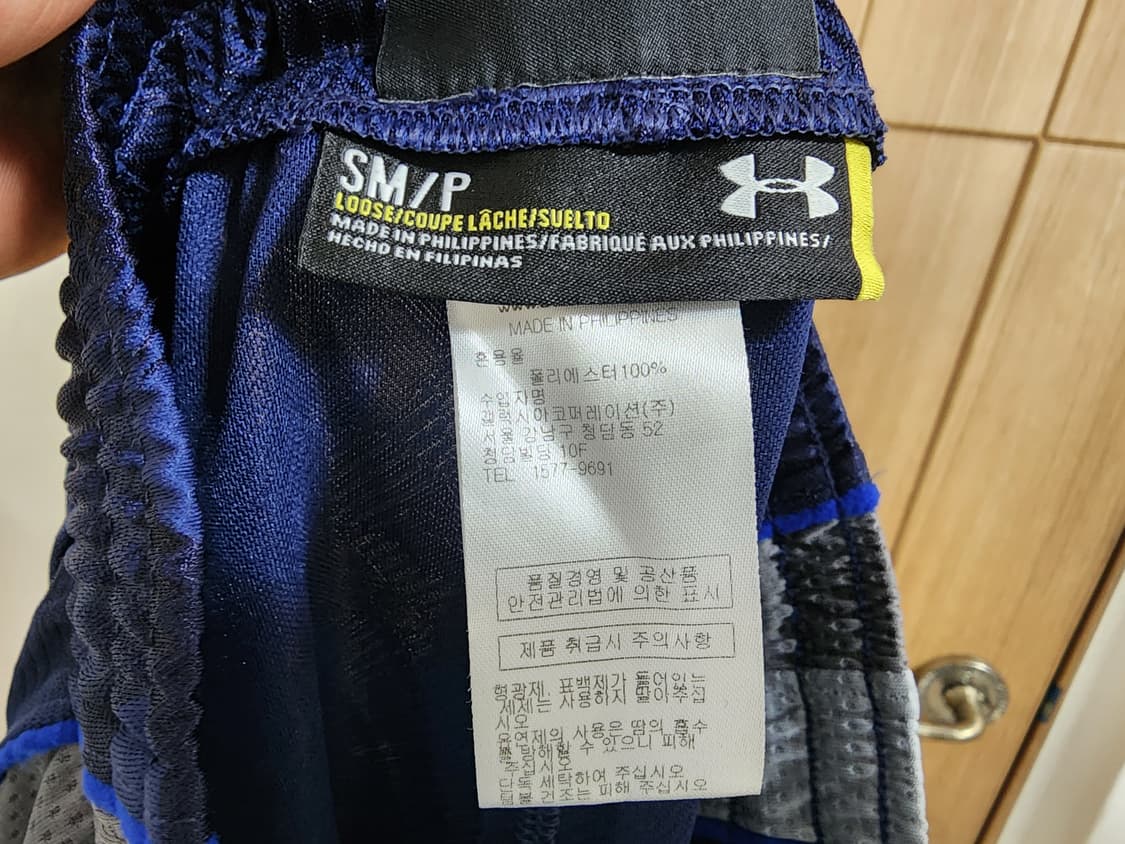 SM/P
LOOSE/COUPE LÂCHE/SUELTO
MADE IN PHILIPPINES/FABRIQUÉ AUX PHILIPPINES/
HECHO EN FILIPINAS
MADE IN PHILIPPINES
혼용율
폴리에스터100%
수입자명
갤럭시아코퍼레이션(주)
서울 강남구 청담동 52
청담빌딩 10F
TEL 1577-9691
품질경영 및 공산품
안전관리법에 의한 표시
제품 취급시 주의사항
형광제, 표백제가 들어있는
세제는 사용하지 말아주십
시오
유연제의 사용은 땀의 흡수
를 방해할 수 있으니 피해
주십시오
세탁하여 주십시오
건조는 피해 주십시오